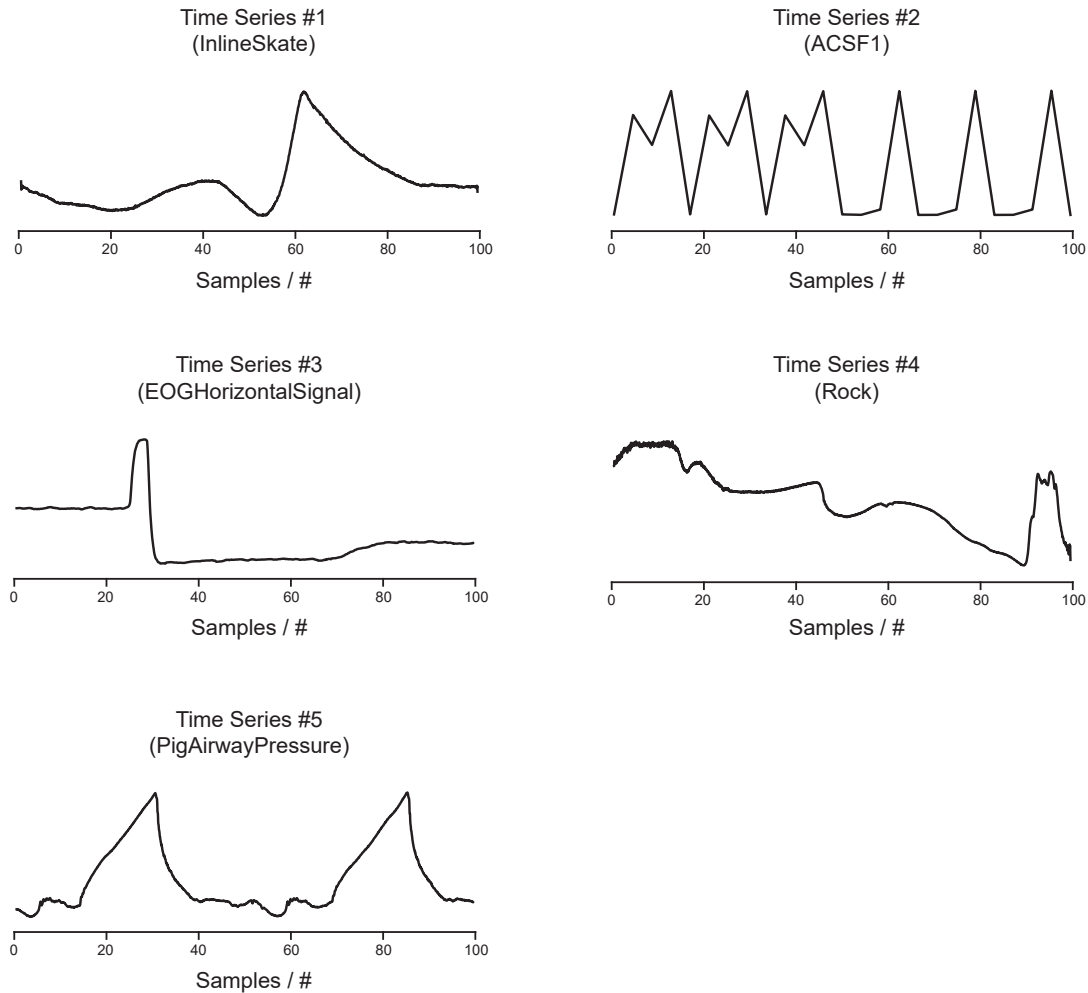 Time Series #1
(InlineSkate)
0 20 40 60 80 100
Samples / #
Time Series #2
(ACSF1)
0 20 40 60 80 100
Samples / #
Time Series #3
(EOGHorizontalSignal)
0 20 40 60 80 100
Samples / #
Time Series #4
(Rock)
0 20 40 60 80 100
Samples / #
Time Series #5
(PigAirwayPressure)
0 20 40 60 80 100
Samples / #